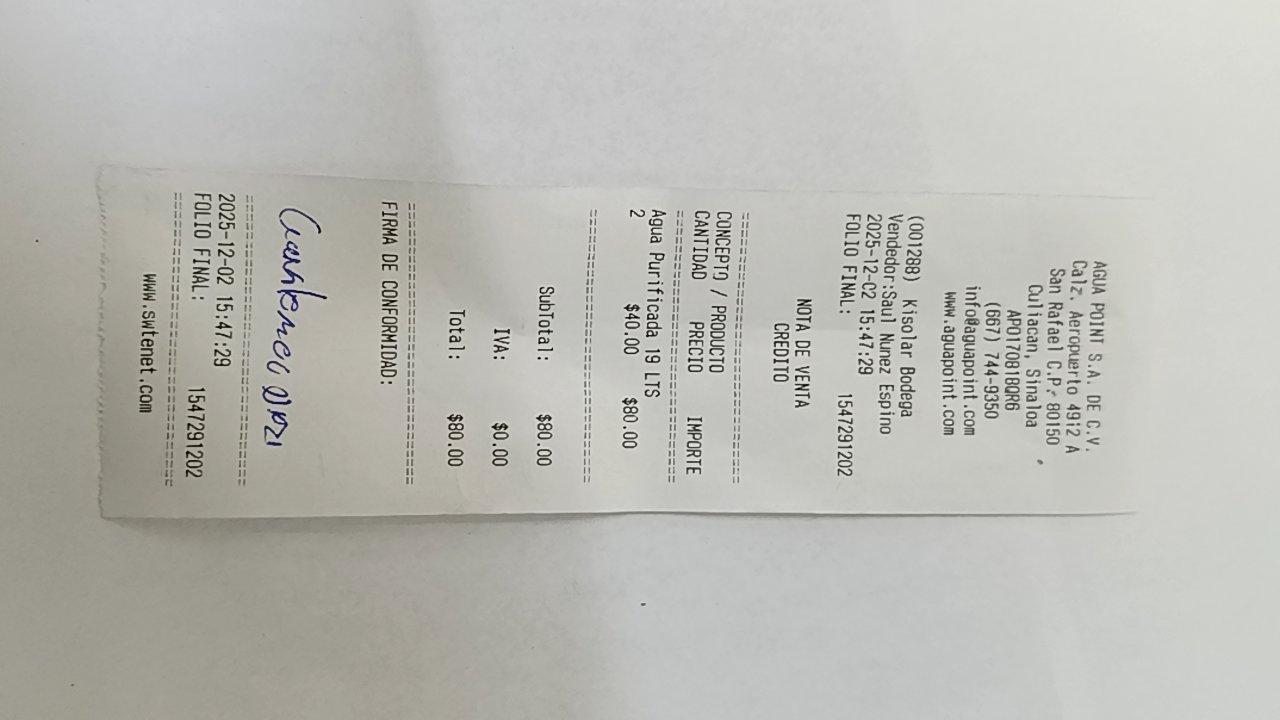 AGUA POINT S.A. DE C.V.
Calz. Aeropuerto 4912 A
San Rafael C.P. 80150
Culiacan, Sinaloa
APO170818QR6
(667) 744-9350
info@aguapoint.com
www.aguapoint.com
(001288) Kisolar Bodega
Vendedor:Saul Nunez Espino
2025-12-02 15:47:29
FOLIO FINAL: 1547291202
NOTA DE VENTA
CREDITO
CONCEPTO / PRODUCTO
CANTIDAD PRECIO IMPORTE
Agua Purificada 19 LTS
2 $40.00 $80.00
SubTotal: $80.00
IVA: $0.00
Total: $80.00
FIRMA DE CONFORMIDAD:
2025-12-02 15:47:29
FOLIO FINAL: 1547291202
www.swtenet.com